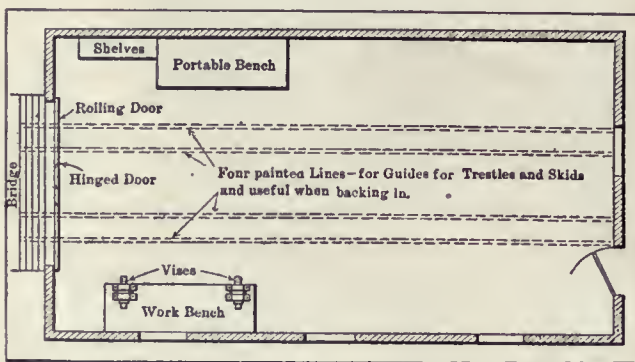 Shelves
Portable Bench
Rolling Door
Hinged Door
Bridge
Four painted Lines—for Guides for Trestles and Skids
and useful when backing in.
Vises
Work Bench